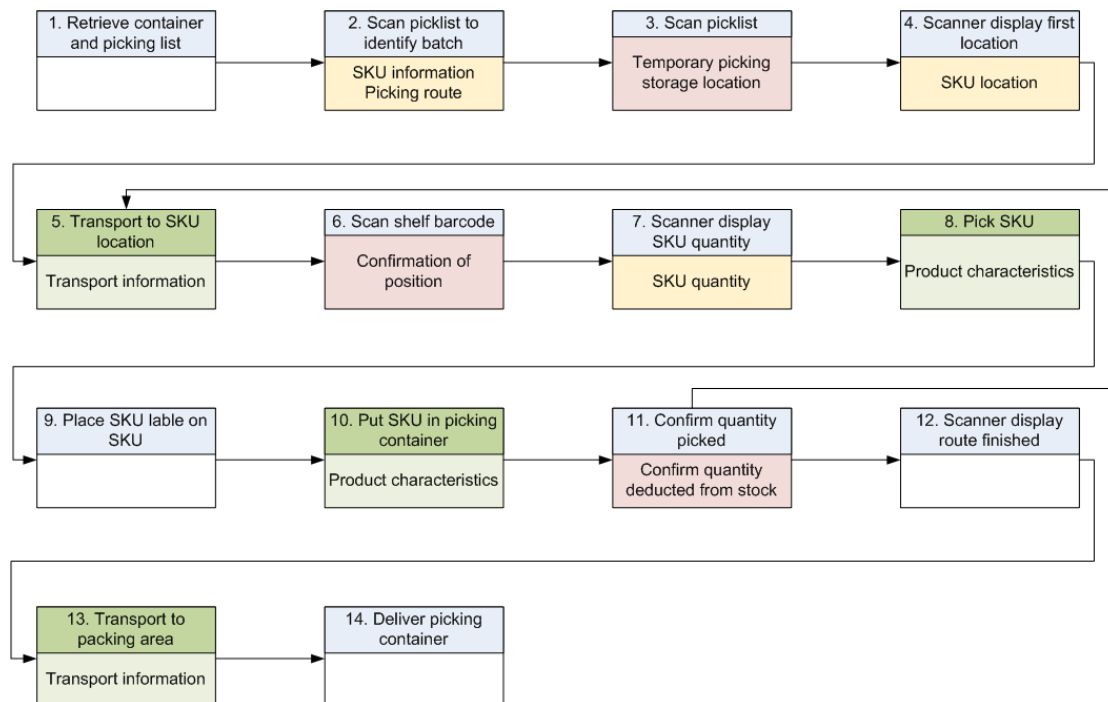 1. Retrieve container
and picking list
2. Scan picklist to
identify batch
SKU information
Picking route
3. Scan picklist
Temporary picking
storage location
4. Scanner display first
location
SKU location
5. Transport to SKU
location
Transport information
6. Scan shelf barcode
Confirmation of
position
7. Scanner display
SKU quantity
SKU quantity
8. Pick SKU
Product characteristics
9. Place SKU lable on
SKU
10. Put SKU in picking
container
Product characteristics
11. Confirm quantity
picked
Confirm quantity
deducted from stock
12. Scanner display
route finished
13. Transport to
packing area
Transport information
14. Deliver picking
container